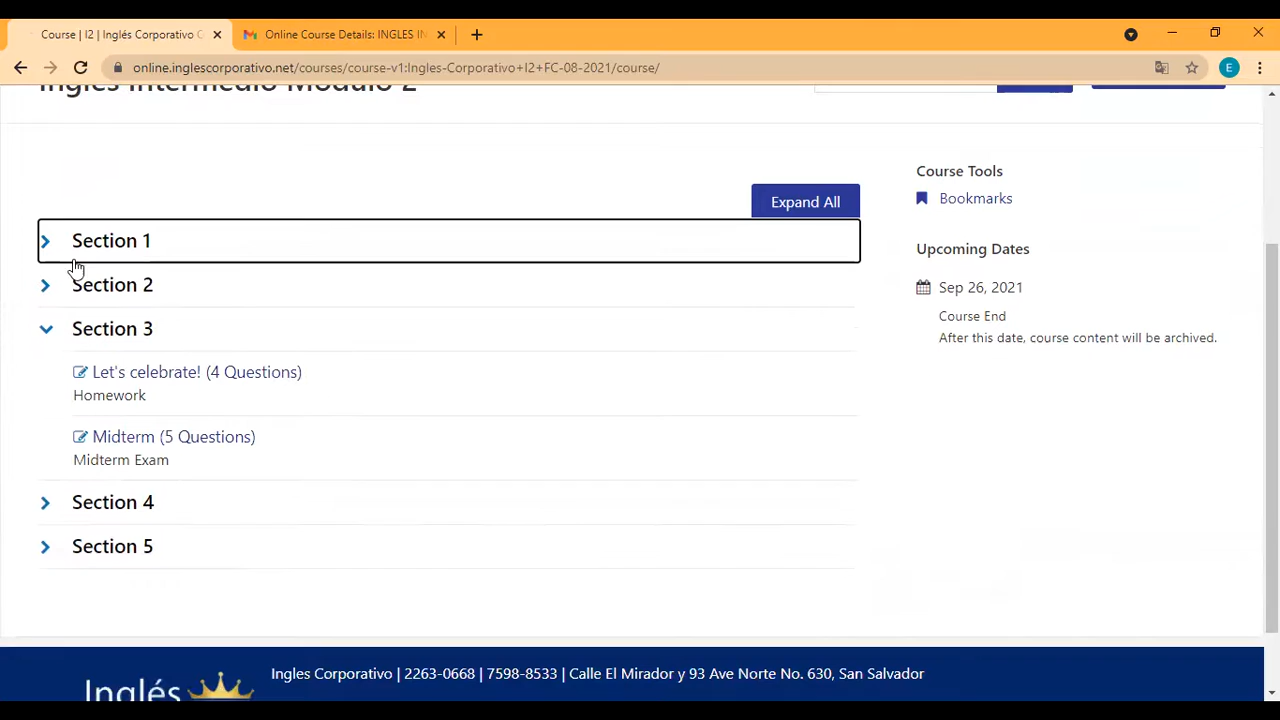 Course | I2 | Inglés Corporativo C
Online Course Details: INGLES IN
online.inglescorporativo.net/courses/course-v1:Ingles-Corporativo+I2+FC-08-2021/course/
E
Inglés Intermedio Modulo 2
Expand All
Section 1
Section 2
Section 3
Let's celebrate! (4 Questions)
Homework
Midterm (5 Questions)
Midterm Exam
Section 4
Section 5
Course Tools
Bookmarks
Upcoming Dates
Sep 26, 2021
Course End
After this date, course content will be archived.
Inglés
Ingles Corporativo | 2263-0668 | 7598-8533 | Calle El Mirador y 93 Ave Norte No. 630, San Salvador